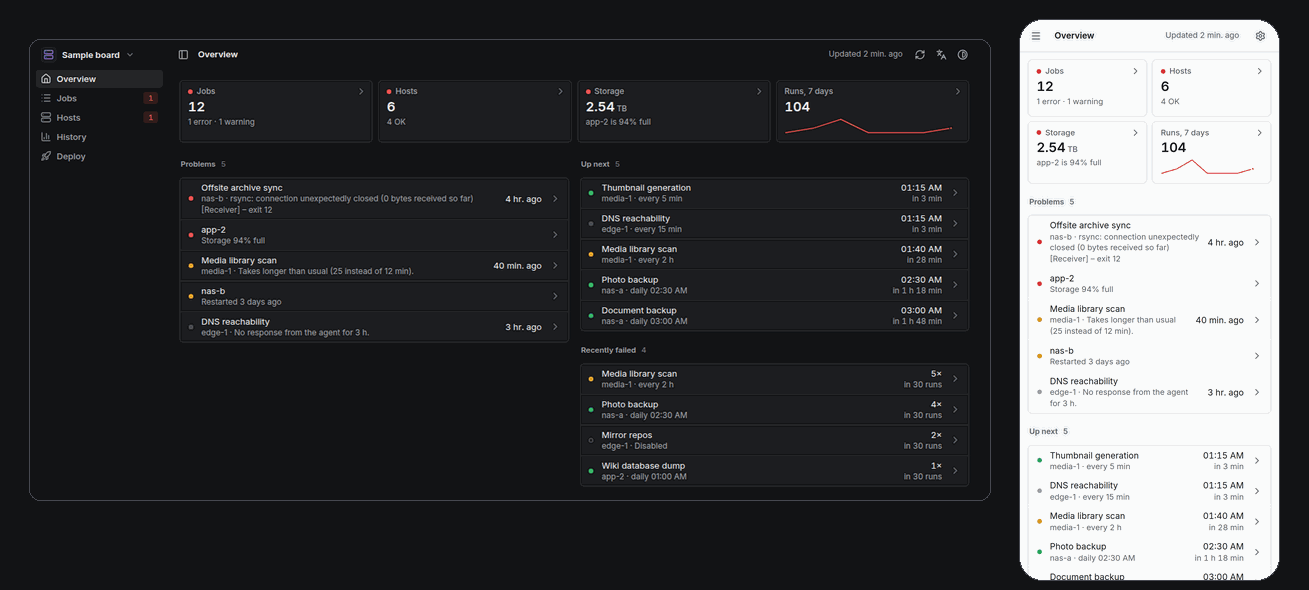 Sample board
Overview
Jobs 1
Hosts 1
History
Deploy
Overview
Updated 2 min. ago
Jobs
12
1 error · 1 warning
Hosts
6
4 OK
Storage
2.54 TB
app-2 is 94% full
Runs, 7 days
104
Problems 5
Offsite archive sync
nas-b · rsync: connection unexpectedly closed (0 bytes received so far)
[Receiver] – exit 12
4 hr. ago
app-2
Storage 94% full
Media library scan
media-1 · Takes longer than usual (25 instead of 12 min).
40 min. ago
nas-b
Restarted 3 days ago
DNS reachability
edge-1 · No response from the agent for 3 h.
3 hr. ago
Up next 5
Thumbnail generation 01:15 AM
media-1 · every 5 min in 3 min
DNS reachability 01:15 AM
edge-1 · every 15 min in 3 min
Media library scan 01:40 AM
media-1 · every 2 h in 28 min
Photo backup 02:30 AM
nas-a · daily 02:30 AM in 1 h 18 min
Document backup 03:00 AM
nas-a · daily 03:00 AM in 1 h 48 min
Recently failed 4
Media library scan 5×
media-1 · every 2 h in 30 runs
Photo backup 4×
nas-a · daily 02:30 AM in 30 runs
Mirror repos 2×
edge-1 · Disabled in 30 runs
Wiki database dump 1×
app-2 · daily 01:00 AM in 30 runs
Overview
Updated 2 min. ago
Jobs
12
1 error · 1 warning
Hosts
6
4 OK
Storage
2.54 TB
app-2 is 94% full
Runs, 7 days
104
Problems 5
Offsite archive sync
nas-b · rsync: connection unexpectedly
closed (0 bytes received so far)
[Receiver] – exit 12
4 hr. ago
app-2
Storage 94% full
Media library scan
media-1 · Takes longer than usual
(25 instead of 12 min).
40 min. ago
nas-b
Restarted 3 days ago
DNS reachability
edge-1 · No response from the agent
for 3 h.
3 hr. ago
Up next 5
Thumbnail generation 01:15 AM
media-1 · every 5 min in 3 min
DNS reachability 01:15 AM
edge-1 · every 15 min in 3 min
Media library scan 01:40 AM
media-1 · every 2 h in 28 min
Photo backup 02:30 AM
nas-a · daily 02:30 AM in 1 h 18 min
Document backup 03:00 AM